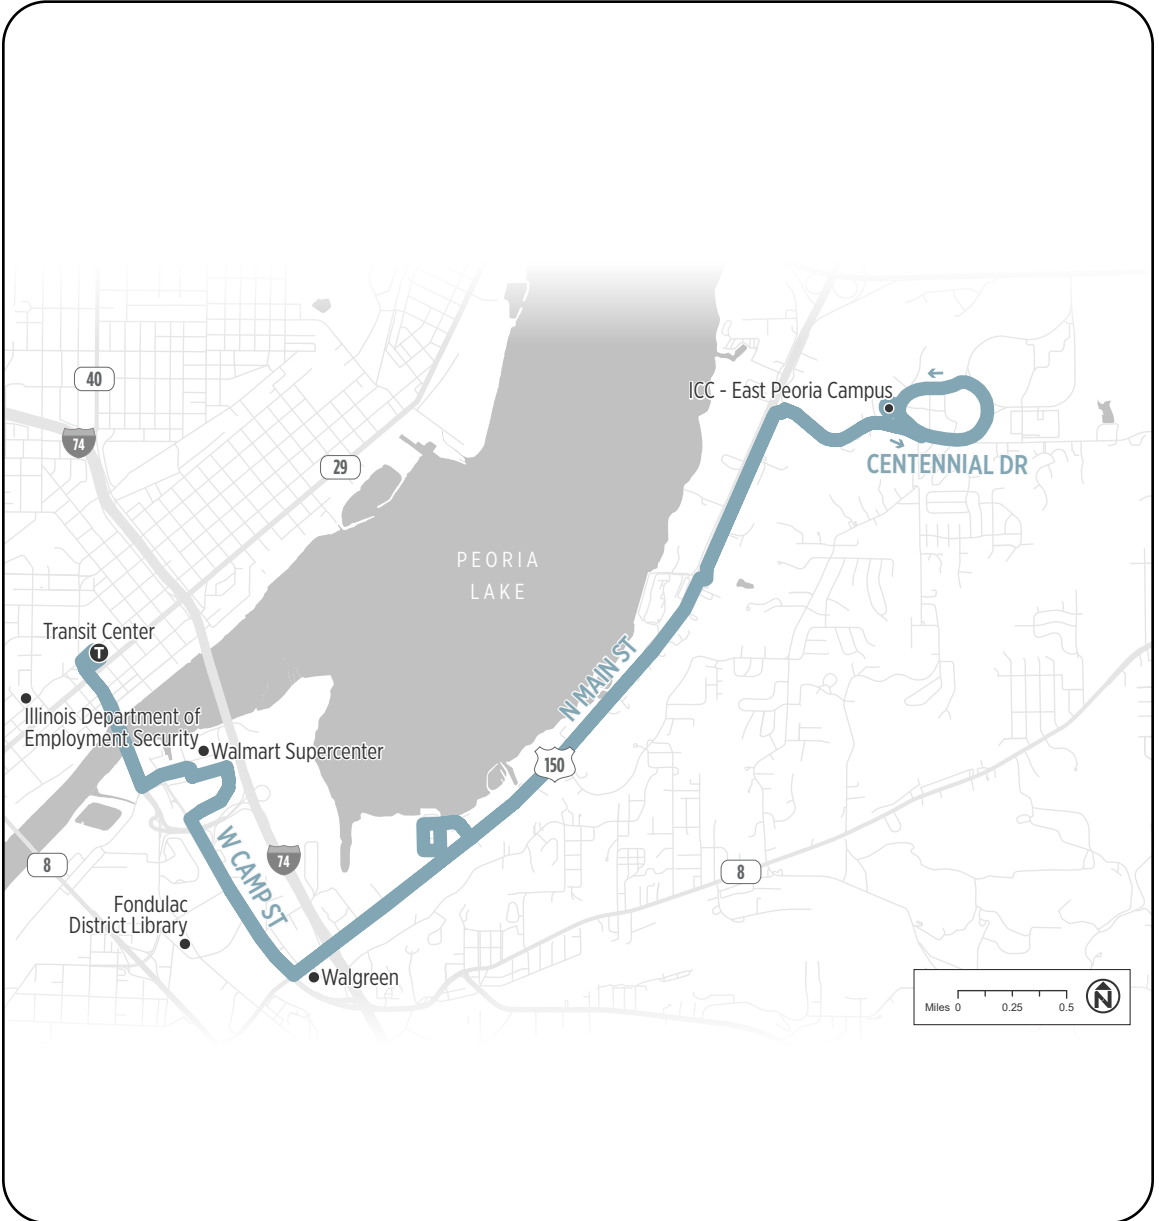 40
74
ICC - East Peoria Campus
29
CENTENNIAL DR
PEORIA
LAKE
Transit Center
T
N MAIN ST
Illinois Department of
Employment Security
Walmart Supercenter
150
W CAMP ST
74
8
8
Fondulac
District Library
Walgreen
Miles 0 0.25 0.5
N